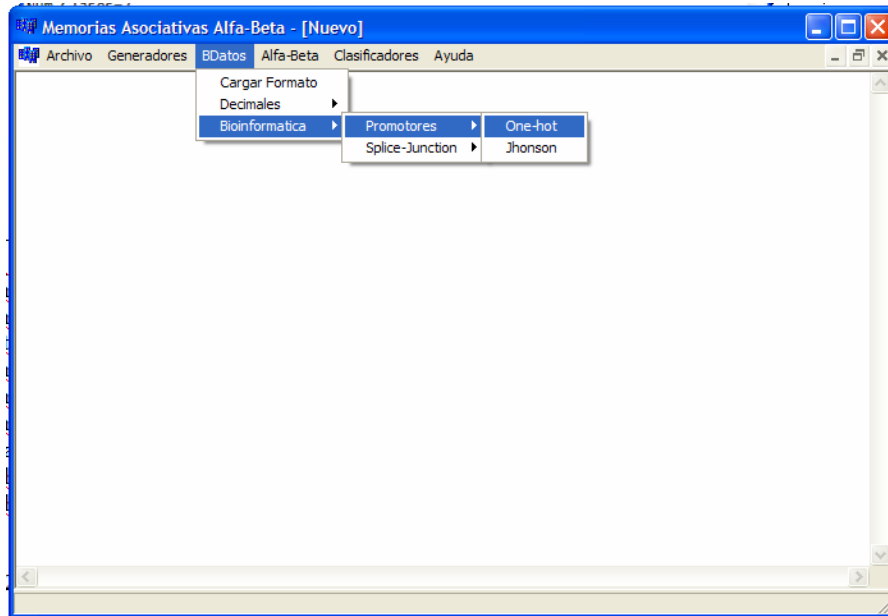 Memorias Asociativas Alfa-Beta - [Nuevo]
Archivo Generadores BDatos Alfa-Beta Clasificadores Ayuda
Cargar Formato
Decimales
Bioinformatica Promotores One-hot
Splice-Junction Jhonson